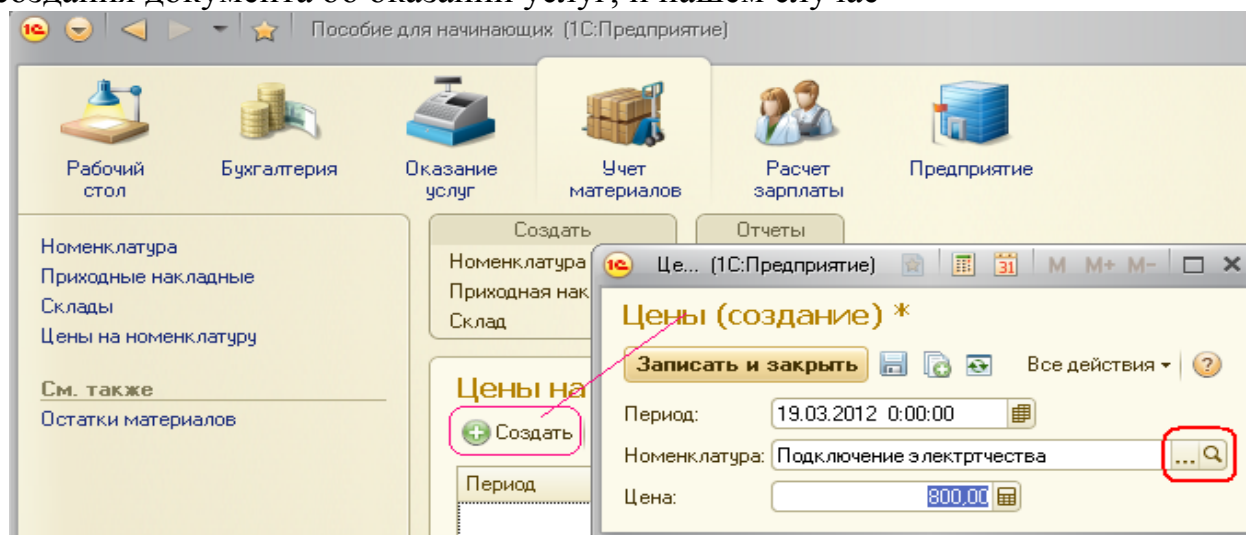 создания документа об оказании услуг, и нашем случае
Пособие для начинающих (1С:Предприятие)
Рабочий стол
Бухгалтерия
Оказание услуг
Учет материалов
Расчет зарплаты
Предприятие
Номенклатура
Приходные накладные
Склады
Цены на номенклатуру
См. также
Остатки материалов
Создать
Номенклатура
Приходная нак
Склад
Отчеты
Цены на
Создать
Период
Це... (1С:Предприятие)
31 M M+ M-
Цены (создание) *
Записать и закрыть
Все действия
Период: 19.03.2012 0:00:00
Номенклатура: Подключение электртчества ...
Цена: 800,00